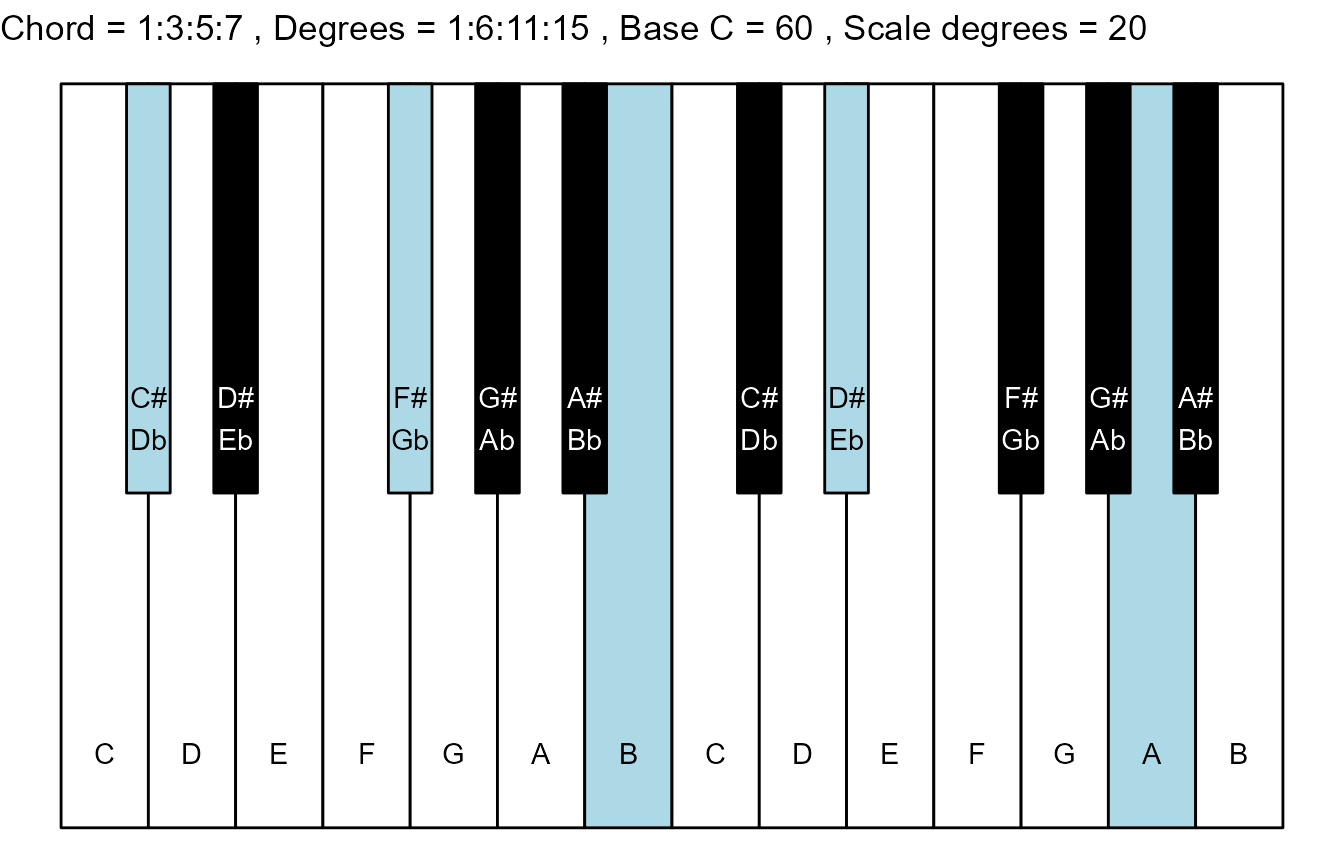 Chord = 1:3:5:7 , Degrees = 1:6:11:15 , Base C = 60 , Scale degrees = 20
C# D# F# G# A# C# D# F# G# A#
Db Eb Gb Ab Bb Db Eb Gb Ab Bb
C D E F G A B C D E F G A B